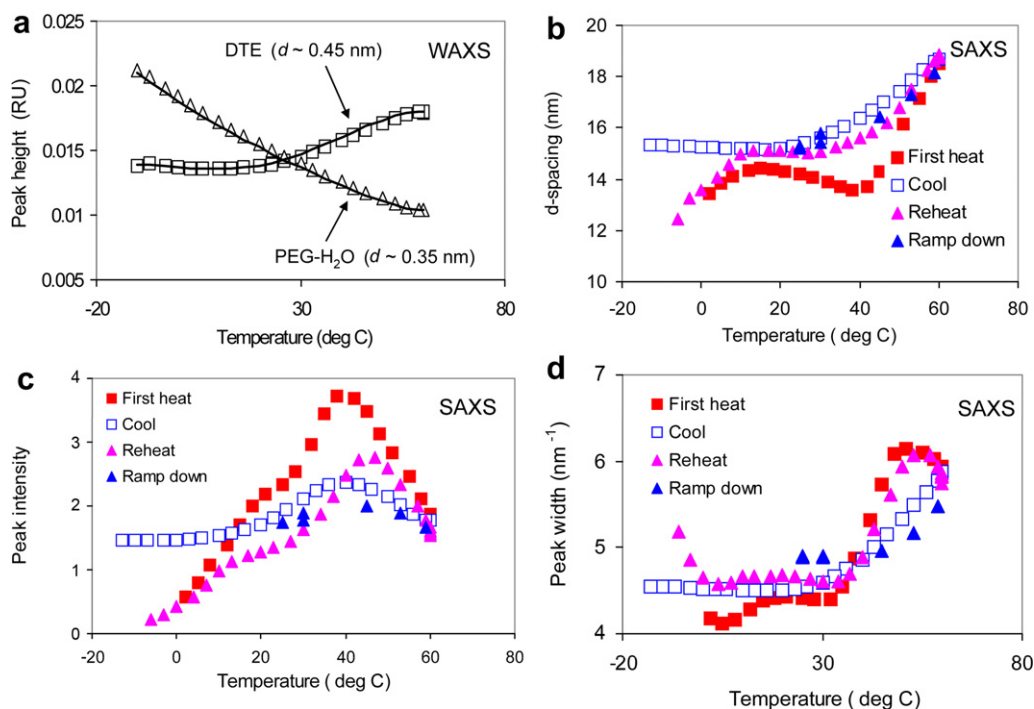 a
0.025
0.02
0.015
0.01
0.005
Peak height (RU)
DTE (d ~ 0.45 nm)
WAXS
PEG-H₂O (d ~ 0.35 nm)
-20
30
80
Temperature (deg C)
b
20
18
16
14
12
10
d-spacing (nm)
SAXS
First heat
Cool
Reheat
Ramp down
-20
0
20
40
60
80
Temperature ( deg C)
c
4
3
2
1
0
Peak intensity
First heat
Cool
Reheat
Ramp down
SAXS
-20
0
20
40
60
80
Temperature ( deg C)
d
7
6
5
4
Peak width (nm⁻¹)
First heat
Cool
Reheat
Ramp down
SAXS
-20
30
80
Temperature ( deg C)